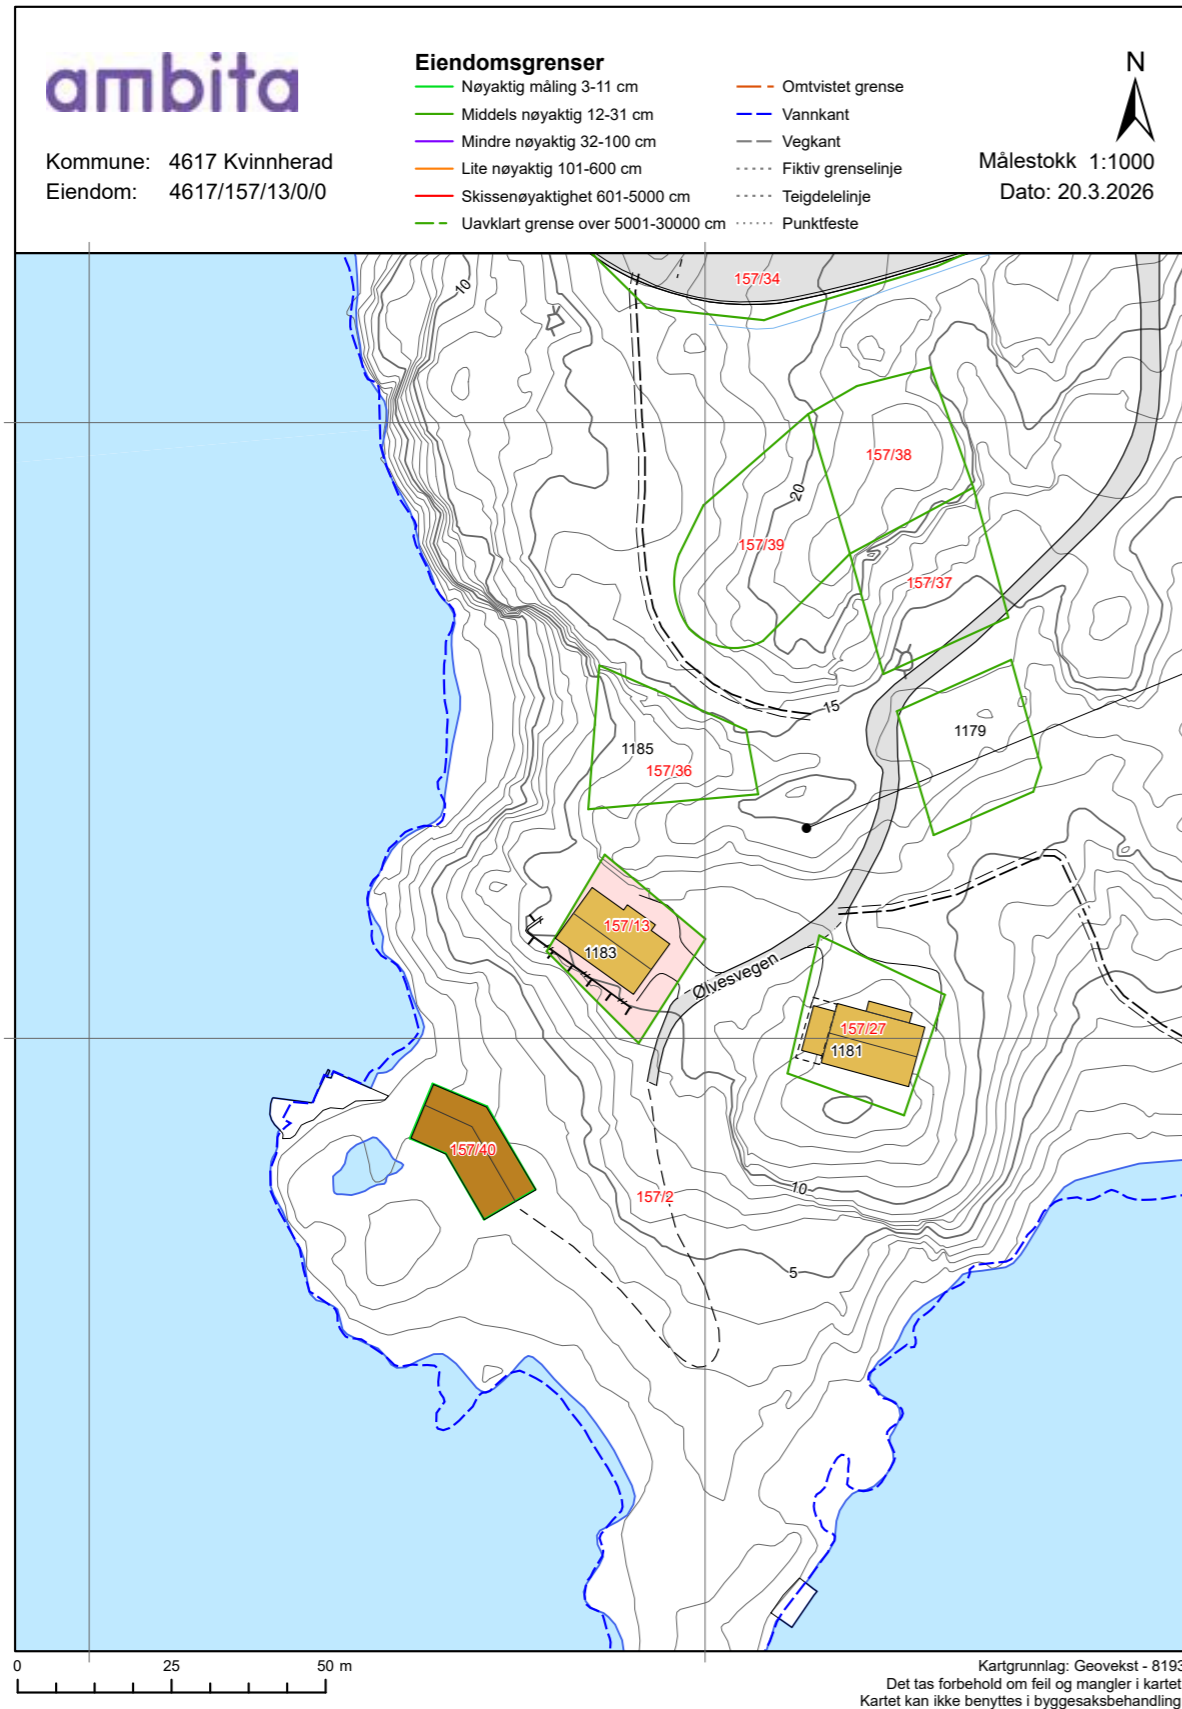 ambita
Kommune: 4617 Kvinnherad
Eiendom: 4617/157/13/0/0
Eiendomsgrenser
Nøyaktig måling 3-11 cm
Middels nøyaktig 12-31 cm
Mindre nøyaktig 32-100 cm
Lite nøyaktig 101-600 cm
Skissenøyaktighet 601-5000 cm
Uavklart grense over 5001-30000 cm
Omtvistet grense
Vannkant
Vegkant
Fiktiv grenselinje
Teigdelelinje
Punktfeste
N
Målestokk 1:1000
Dato: 20.3.2026
157/34
10
157/38
20
157/39
157/37
15
1185
157/36
1179
157/13
1183
Ølvesvegen
157/27
1181
157/40
157/2
10
5
0 25 50 m
Kartgrunnlag: Geovekst - 8193
Det tas forbehold om feil og mangler i kartet
Kartet kan ikke benyttes i byggesaksbehandling